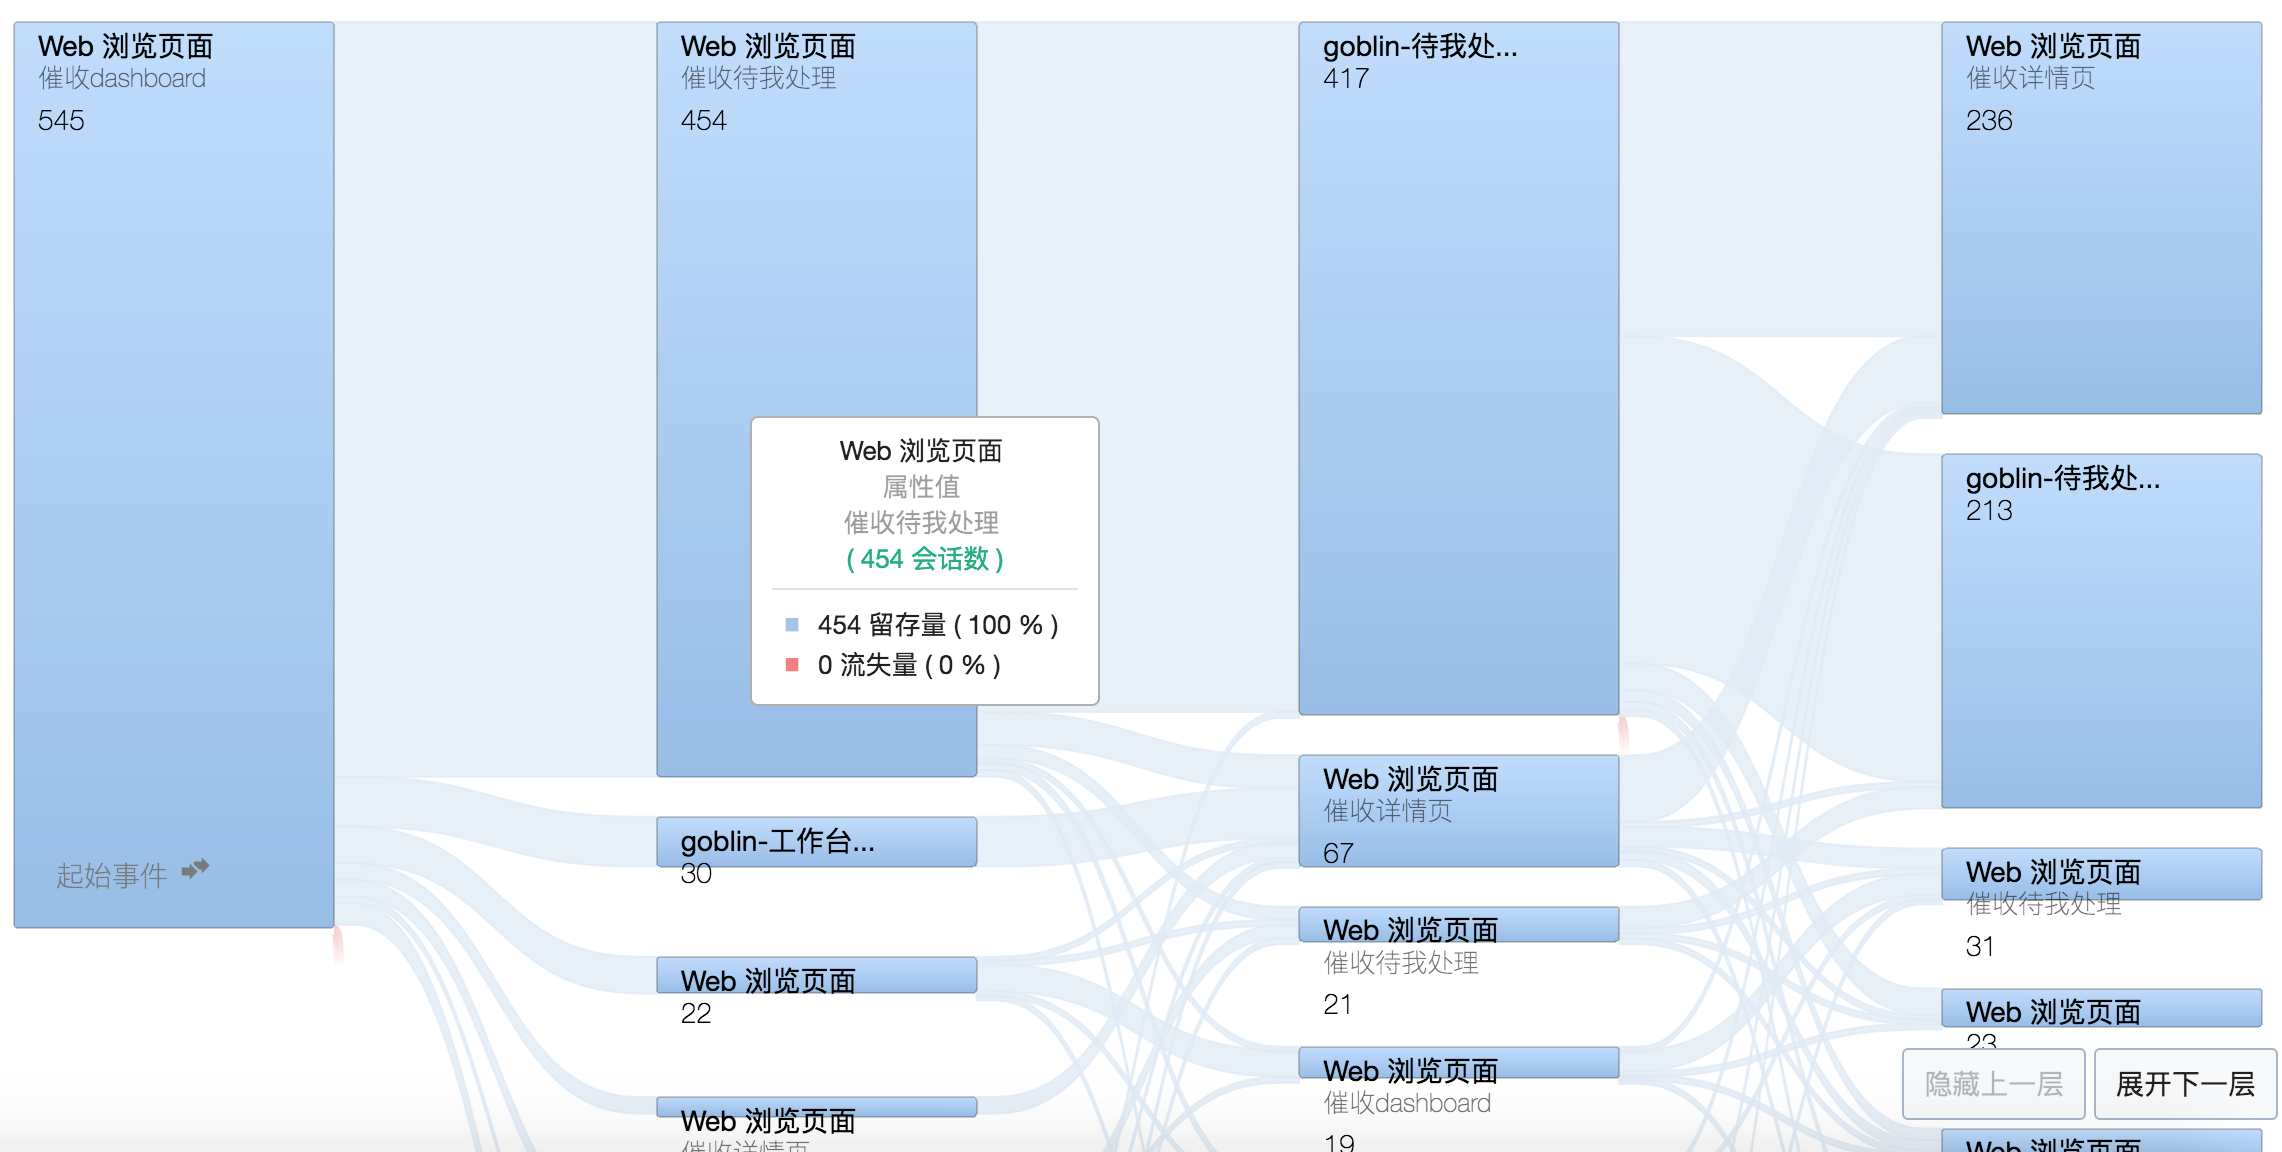 Web 浏览页面
催收dashboard
545
起始事件
Web 浏览页面
催收待我处理
454
Web 浏览页面
属性值
催收待我处理
( 454 会话数 )
454 留存量 ( 100 % )
0 流失量 ( 0 % )
goblin-工作台...
30
Web 浏览页面
22
Web 浏览页面
催收详情页
goblin-待我处...
417
Web 浏览页面
催收详情页
67
Web 浏览页面
催收待我处理
21
Web 浏览页面
催收dashboard
19
Web 浏览页面
催收详情页
236
goblin-待我处...
213
Web 浏览页面
催收待我处理
31
Web 浏览页面
23
隐藏上一层
展开下一层
Web 浏览页面